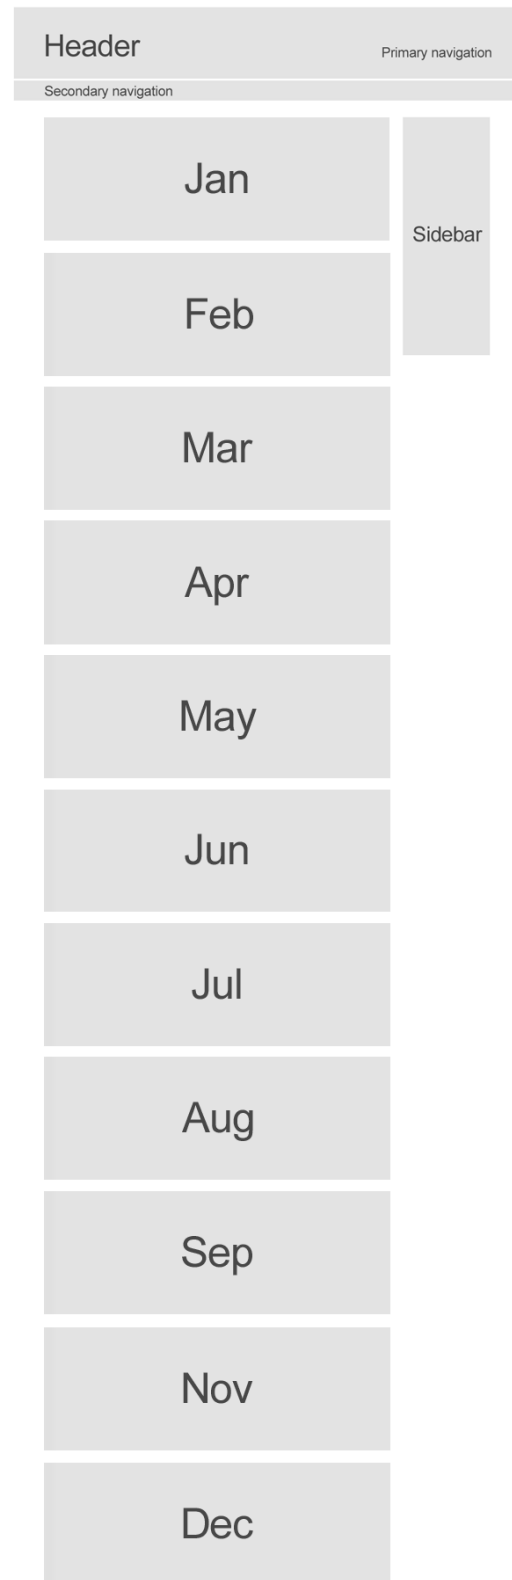 Header
Primary navigation
Secondary navigation
Jan
Sidebar
Feb
Mar
Apr
May
Jun
Jul
Aug
Sep
Nov
Dec